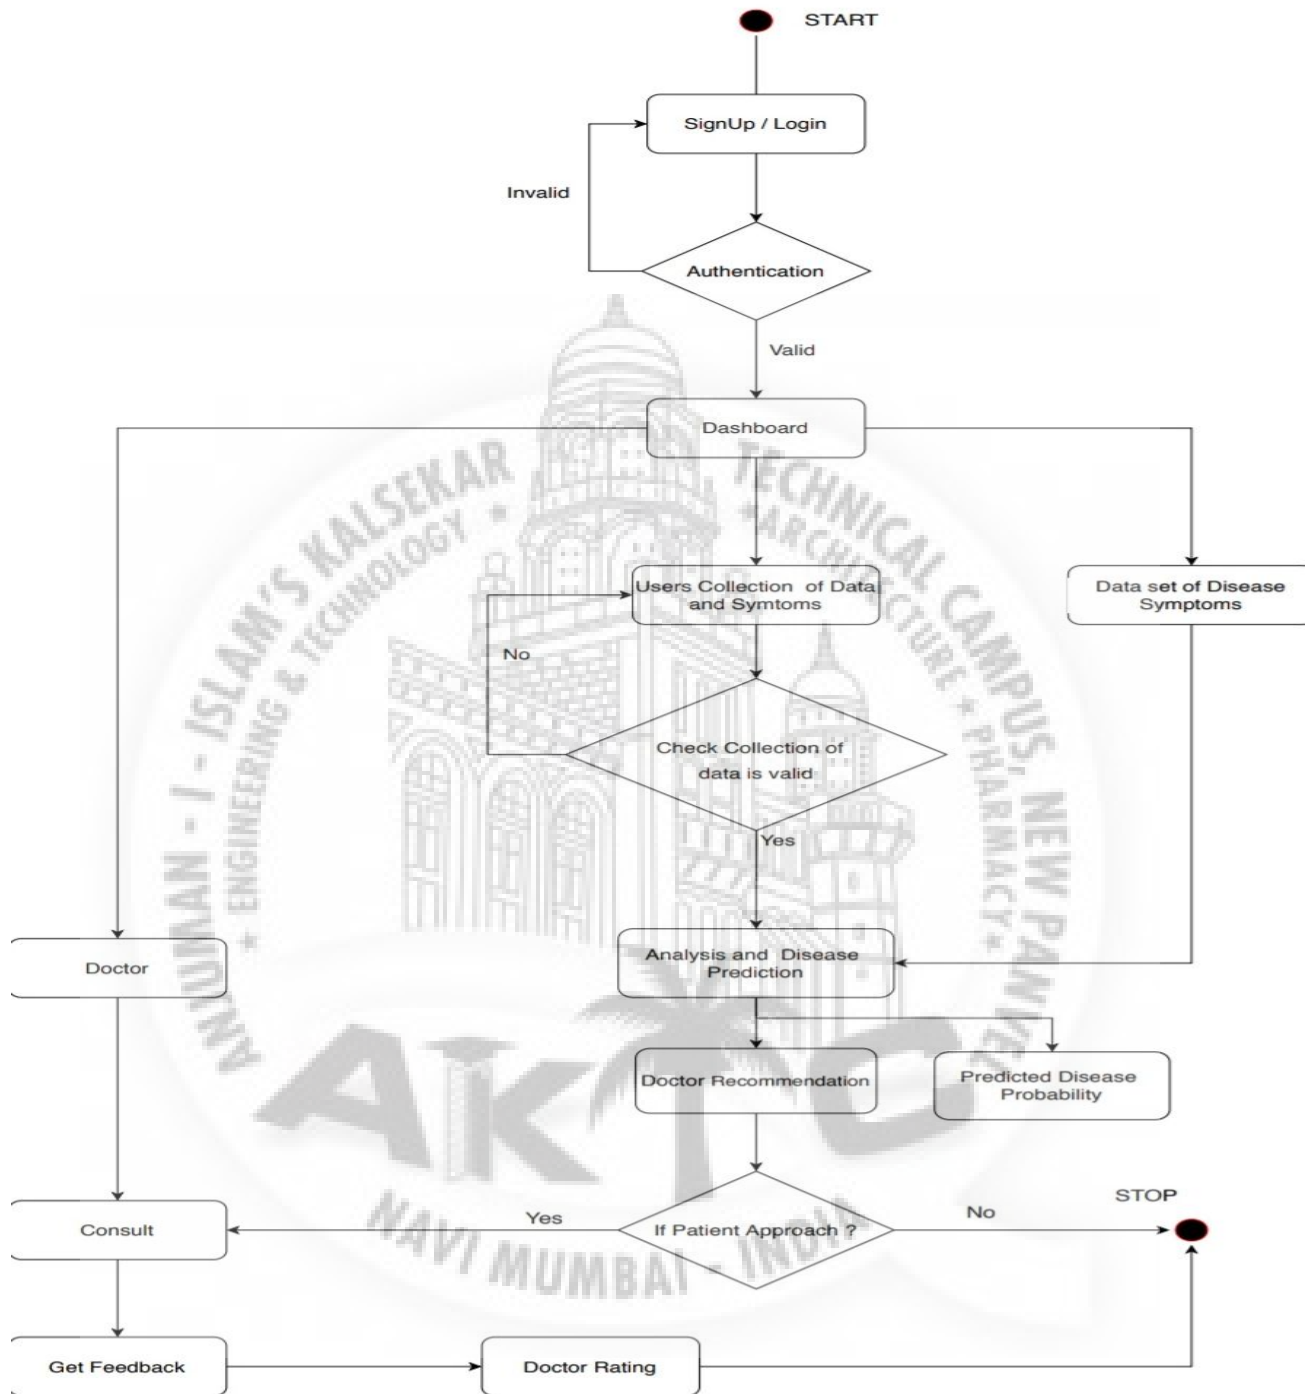 START
SignUp / Login
Invalid
Authentication
Valid
Dashboard
Users Collection of Data
and Symtoms
Data set of Disease
Symptoms
No
Check Collection of
data is valid
Yes
Doctor
Analysis and Disease
Prediction
Doctor Recommendation
Predicted Disease
Probability
If Patient Approach ?
Yes
No
STOP
Consult
Get Feedback
Doctor Rating
ANJUMAN - I - ISLAM'S KALSEKAR TECHNICAL CAMPUS, NEW PANVEL
* ENGINEERING & TECHNOLOGY * * ARCHITECTURE * PHARMACY *
AKTC
NAVI MUMBAI - INDIA